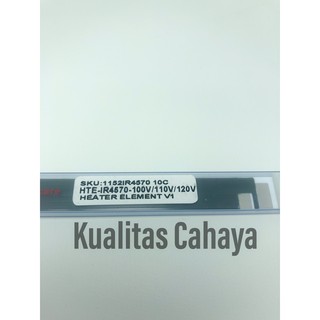 SKU:1152IR4570 10C
HTE-IR4570-100V/110V/120V
HEATER ELEMENT V1
Kualitas Cahaya